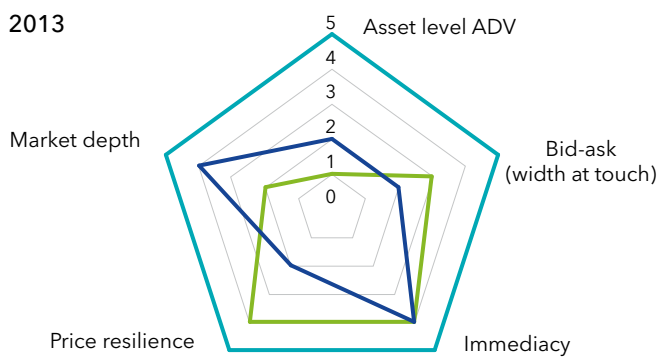 2013
5
Asset level ADV
4
3
2
1
0
Market depth
Bid-ask
(width at touch)
Price resilience
Immediacy